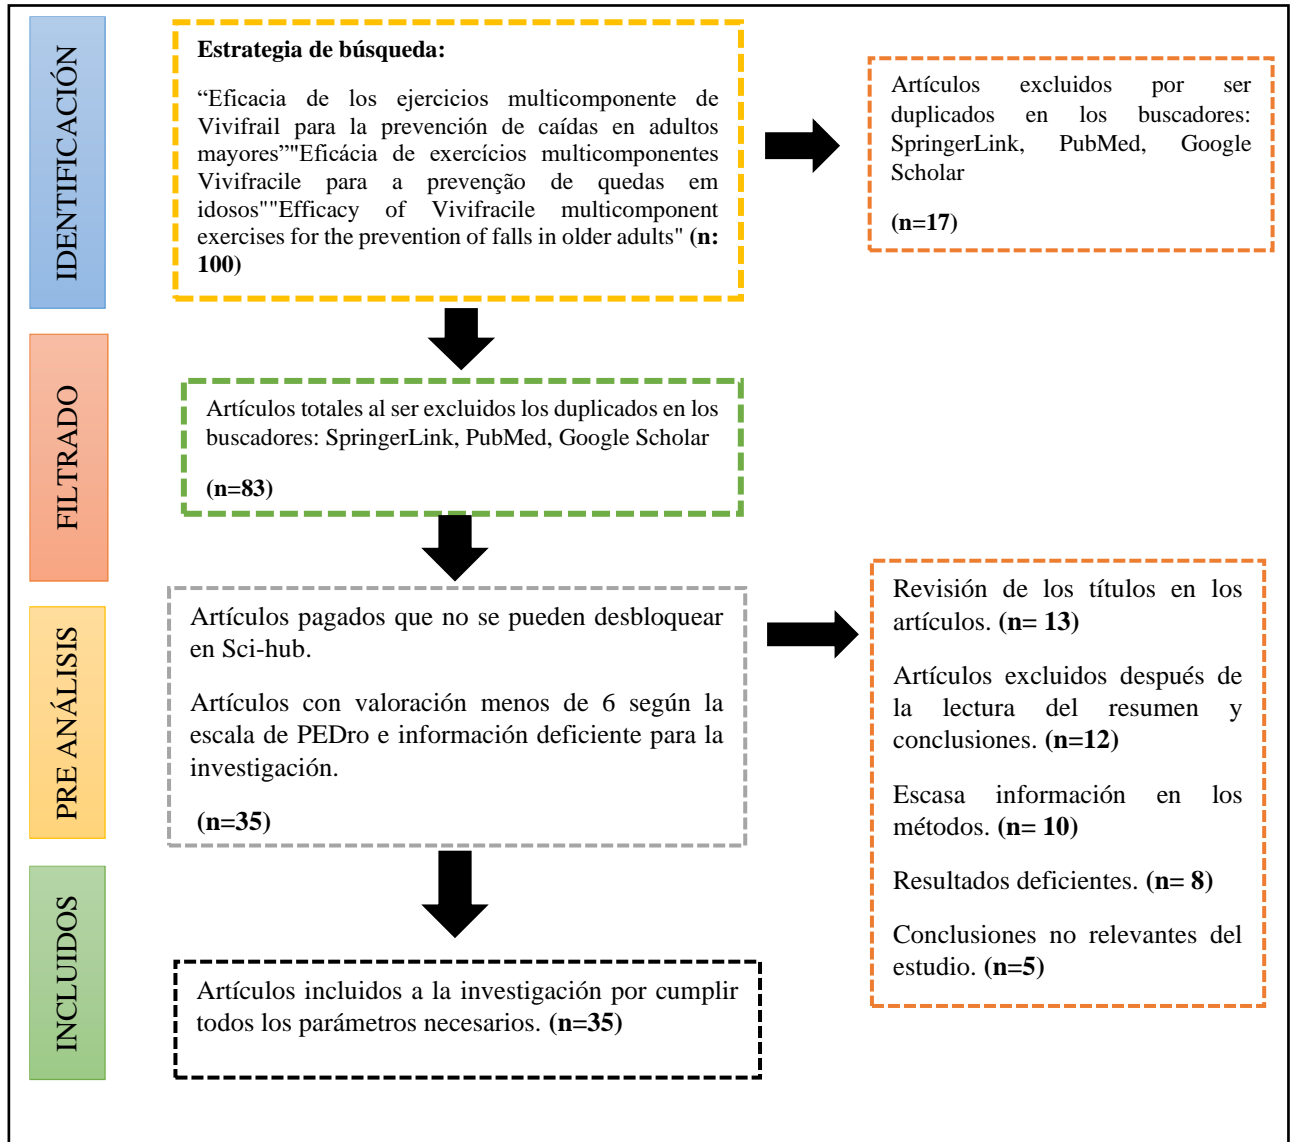 IDENTIFICACIÓN
Estrategia de búsqueda:
“Eficacia de los ejercicios multicomponente de
Vivifrail para la prevención de caídas en adultos
mayores”"Eficácia de exercícios multicomponentes
Vivifracile para a prevenção de quedas em
idosos""Efficacy of Vivifracile multicomponent
exercises for the prevention of falls in older adults" (n:
100)
Artículos excluidos por ser
duplicados en los buscadores:
SpringerLink, PubMed, Google
Scholar
(n=17)
FILTRADO
Artículos totales al ser excluidos los duplicados en los
buscadores: SpringerLink, PubMed, Google Scholar
(n=83)
PRE ANÁLISIS
Artículos pagados que no se pueden desbloquear
en Sci-hub.
Artículos con valoración menos de 6 según la
escala de PEDro e información deficiente para la
investigación.
(n=35)
Revisión de los títulos en los
artículos. (n= 13)
Artículos excluidos después de
la lectura del resumen y
conclusiones. (n=12)
Escasa información en los
métodos. (n= 10)
Resultados deficientes. (n= 8)
Conclusiones no relevantes del
estudio. (n=5)
INCLUIDOS
Artículos incluidos a la investigación por cumplir
todos los parámetros necesarios. (n=35)